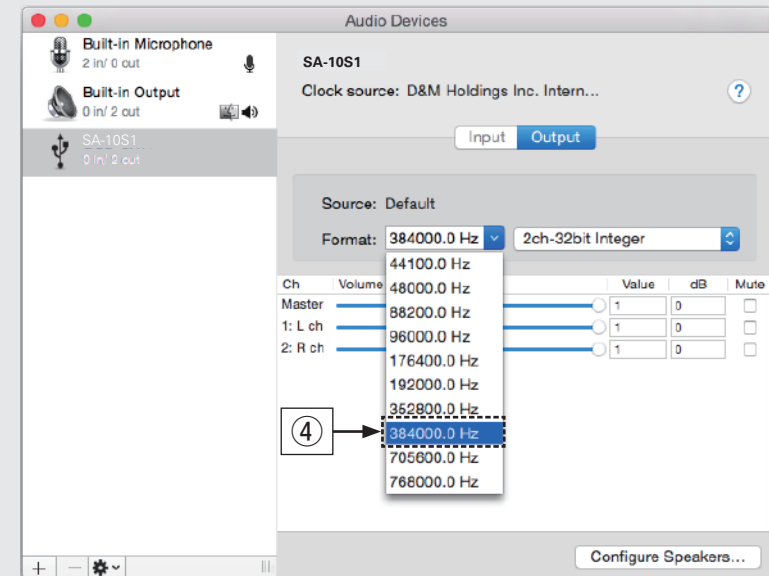 Audio Devices
Built-in Microphone
2 in/ 0 out
Built-in Output
0 in/ 2 out
SA-10S1
0 in/ 2 out
SA-10S1
Clock source: D&M Holdings Inc. Intern...
?
Input Output
Source: Default
Format: 384000.0 Hz 2ch-32bit Integer
44100.0 Hz
48000.0 Hz
88200.0 Hz
96000.0 Hz
176400.0 Hz
192000.0 Hz
352800.0 Hz
384000.0 Hz
705600.0 Hz
768000.0 Hz
④
Ch Volume Value dB Mute
Master 1 0
1: L ch 1 0
2: R ch 1 0
Configure Speakers...